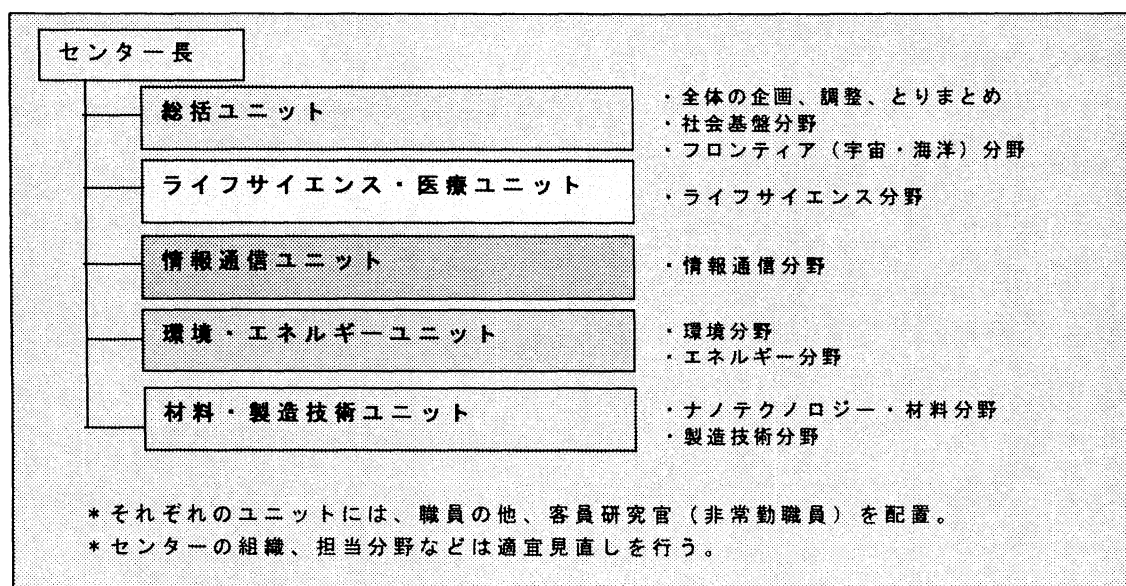 センター長
総括ユニット
・全体の企画、調整、とりまとめ
・社会基盤分野
・フロンティア（宇宙・海洋）分野
ライフサイエンス・医療ユニット
・ライフサイエンス分野
情報通信ユニット
・情報通信分野
環境・エネルギーユニット
・環境分野
・エネルギー分野
材料・製造技術ユニット
・ナノテクノロジー・材料分野
・製造技術分野
＊それぞれのユニットには、職員の他、客員研究官（非常勤職員）を配置。
＊センターの組織、担当分野などは適宜見直しを行う。